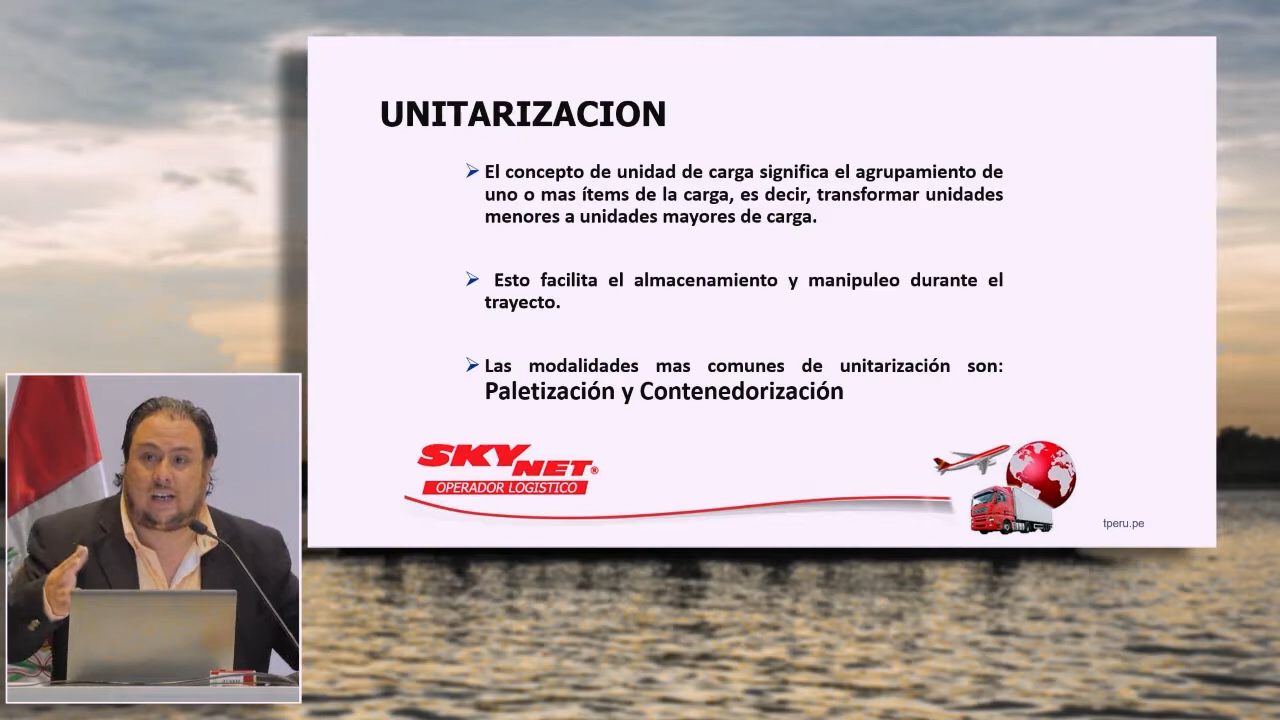 UNITARIZACION
El concepto de unidad de carga significa el agrupamiento de
uno o mas ítems de la carga, es decir, transformar unidades
menores a unidades mayores de carga.
Esto facilita el almacenamiento y manipuleo durante el
trayecto.
Las modalidades mas comunes de unitarización son:
Paletización y Contenedorización
SKY
NET®
OPERADOR LOGISTICO
tperu.pe